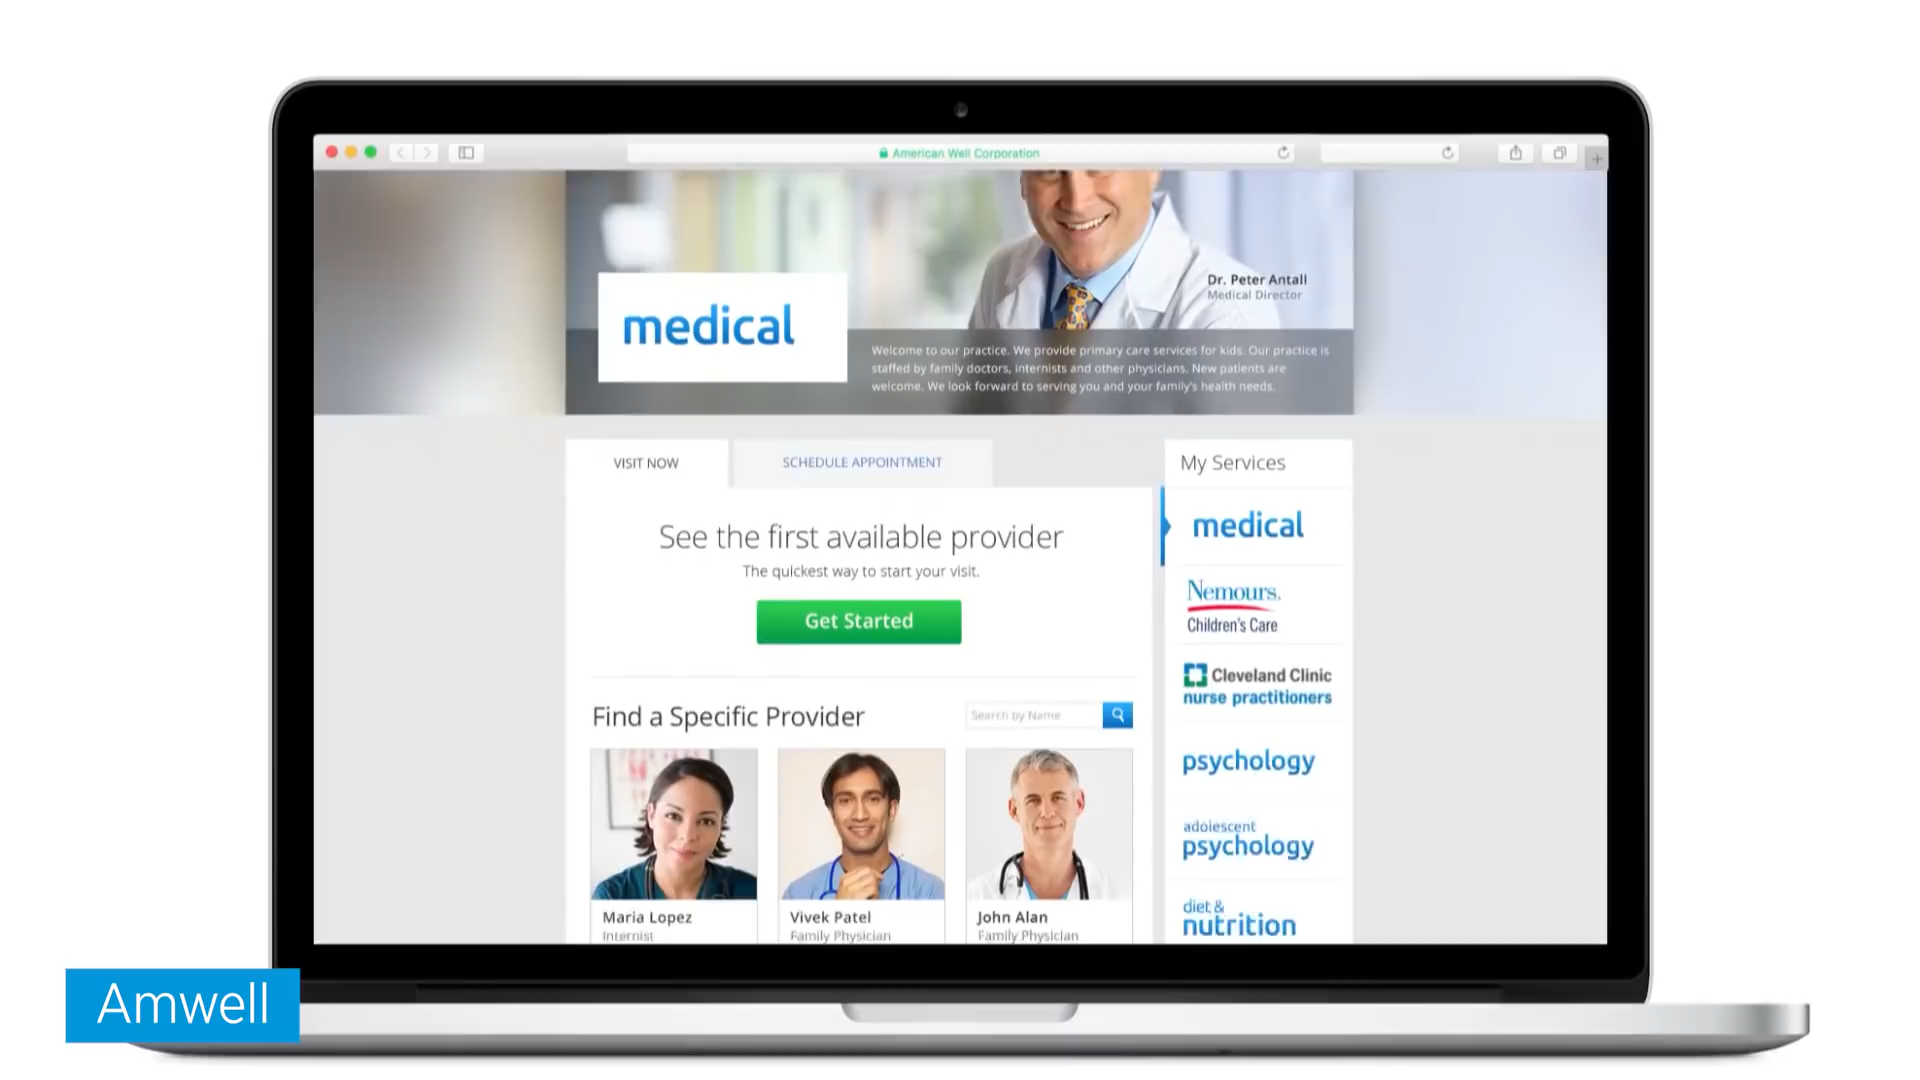 American Well Corporation
Dr. Peter Antall
Medical Director
medical
Welcome to our practice. We provide primary care services for kids. Our practice is
staffed by family doctors, internists and other physicians. New patients are
welcome. We look forward to serving you and your family's health needs.
VISIT NOW
SCHEDULE APPOINTMENT
See the first available provider
The quickest way to start your visit.
Get Started
Find a Specific Provider
Search by Name
Maria Lopez
Internist
Vivek Patel
Family Physician
John Alan
Family Physician
My Services
medical
Nemours.
Children's Care
Cleveland Clinic
nurse practitioners
psychology
adolescent
psychology
diet &
nutrition
Amwell